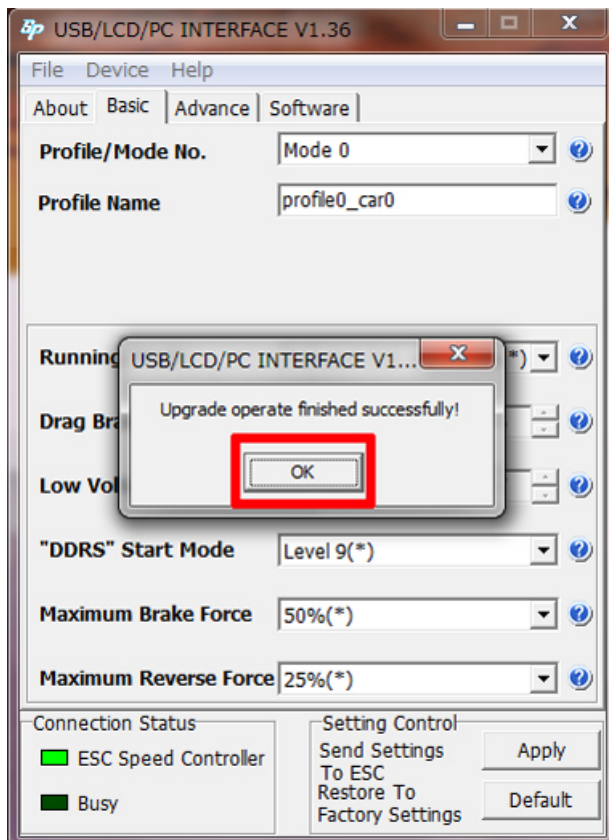 Sp USB/LCD/PC INTERFACE V1.36
File Device Help
About Basic Advance Software
Profile/Mode No. Mode 0
Profile Name profile0_car0
Running *)
USB/LCD/PC INTERFACE V1...
Upgrade operate finished successfully!
Drag Bra
OK
Low Vol
"DDRS" Start Mode Level 9(*)
Maximum Brake Force 50%(*)
Maximum Reverse Force 25%(*)
Connection Status
ESC Speed Controller
Busy
Setting Control
Send Settings
To ESC
Apply
Restore To
Factory Settings
Default